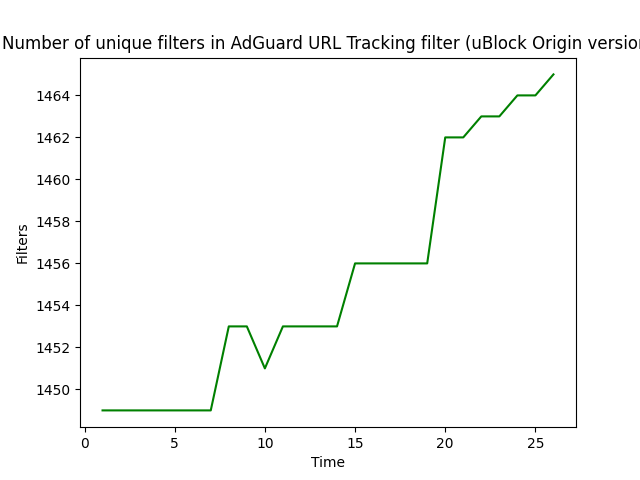 Number of unique filters in AdGuard URL Tracking filter (uBlock Origin version
1464
1462
1460
1458
1456
1454
1452
1450
Filters
0 5 10 15 20 25
Time